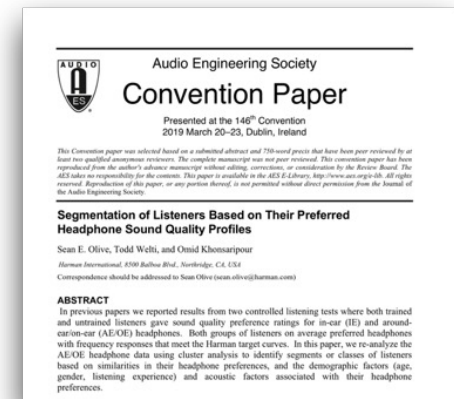 AUDIO
AES
Audio Engineering Society
Convention Paper
Presented at the 146th Convention
2019 March 20–23, Dublin, Ireland
This Convention paper was selected based on a submitted abstract and 750-word precis that have been peer reviewed by at
least two qualified anonymous reviewers. The complete manuscript was not peer reviewed. This convention paper has been
reproduced from the author's advance manuscript without editing, corrections, or consideration by the Review Board. The
AES takes no responsibility for the contents. This paper is available in the AES E-Library, http://www.aes.org/e-lib. All rights
reserved. Reproduction of this paper, or any portion thereof, is not permitted without direct permission from the Journal of
the Audio Engineering Society.
Segmentation of Listeners Based on Their Preferred
Headphone Sound Quality Profiles
Sean E. Olive, Todd Welti, and Omid Khonsaripour
Harman International, 8500 Balboa Blvd., Northridge, CA, USA
Correspondence should be addressed to Sean Olive (sean.olive@harman.com)
ABSTRACT
In previous papers we reported results from two controlled listening tests where both trained
and untrained listeners gave sound quality preference ratings for in-ear (IE) and around-
ear/on-ear (AE/OE) headphones. Both groups of listeners on average preferred headphones
with frequency responses that meet the Harman target curves. In this paper, we re-analyze the
AE/OE headphone data using cluster analysis to identify segments or classes of listeners
based on similarities in their headphone preferences, and the demographic factors (age,
gender, listening experience) and acoustic factors associated with their headphone
preferences.